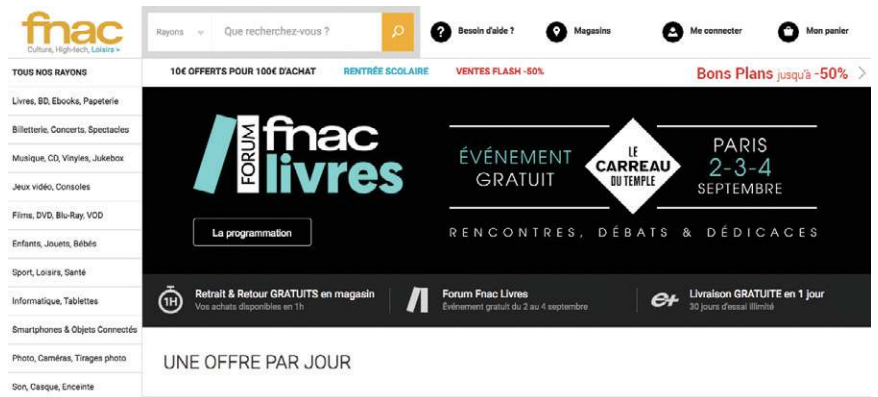 fnac
Culture, High-tech, Loisirs >
Rayons
Que recherchez-vous ?
?
Besoin d'aide ?
Magasins
Me connecter
Mon panier
TOUS NOS RAYONS
10€ OFFERTS POUR 100€ D'ACHAT
RENTRÉE SCOLAIRE
VENTES FLASH -50%
Bons Plans jusqu'à -50% >
Livres, BD, Ebooks, Papeterie
Billetterie, Concerts, Spectacles
Musique, CD, Vinyles, Jukebox
Jeux vidéo, Consoles
Films, DVD, Blu-Ray, VOD
Enfants, Jouets, Bébés
Sport, Loisirs, Santé
Informatique, Tablettes
Smartphones & Objets Connectés
Photo, Caméras, Tirages photo
Son, Casque, Enceinte
FORUM
fnac
livres
La programmation
ÉVÉNEMENT
GRATUIT
LE
CARREAU
DU TEMPLE
PARIS
2-3-4
SEPTEMBRE
RENCONTRES, DÉBATS & DÉDICACES
1H
Retrait & Retour GRATUITS en magasin
Vos achats disponibles en 1h
Forum Fnac Livres
Événement gratuit du 2 au 4 septembre
e+
Livraison GRATUITE en 1 jour
30 jours d'essai illimité
UNE OFFRE PAR JOUR